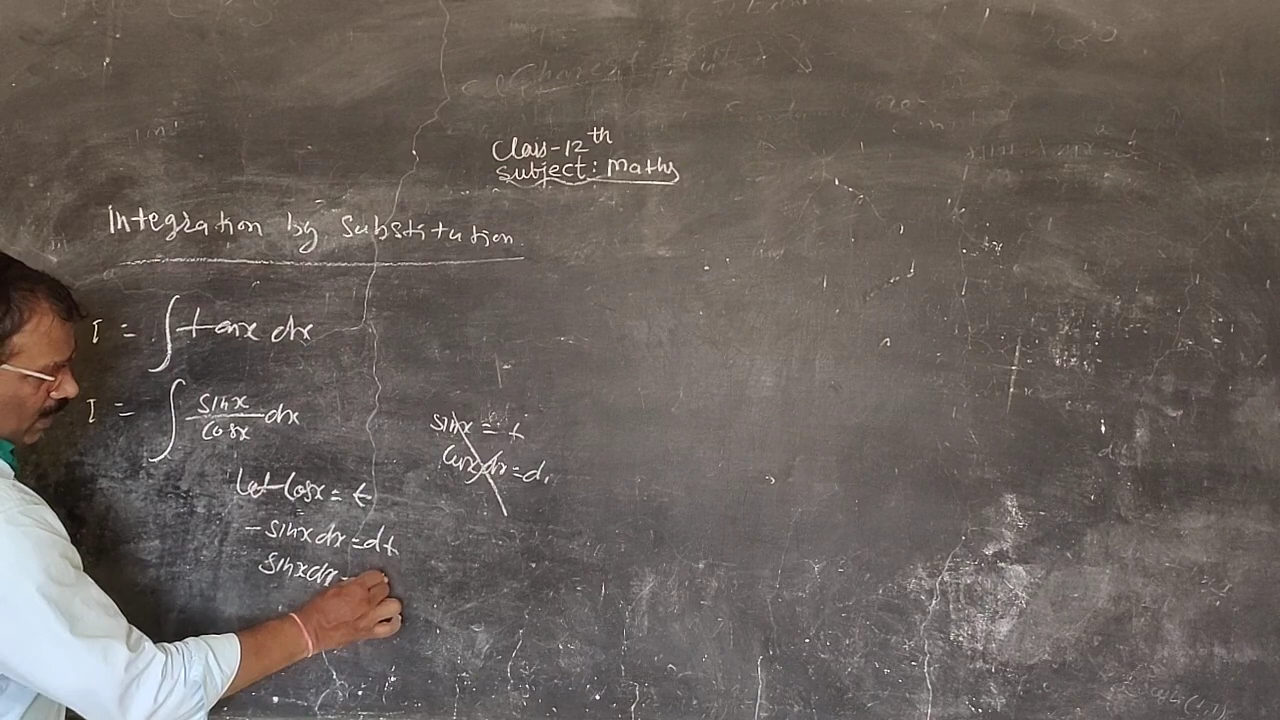 Class-12th
Subject: Maths
Integration by Substitution
I = ∫ tanx dx
I = ∫ sinx/cosx dx
sinx = t
cosx dx = d
Let cosx = t
- sinx dx = dt
sinx dx =